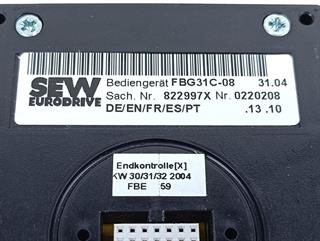 SEW
EURODRIVE
Bediengerät FBG31C-08 31.04
Sach. Nr. 822997X Nr. 0220208
DE/EN/FR/ES/PT .13 .10
Endkontrolle[X]
KW 30/31/32 2004
FBE 59